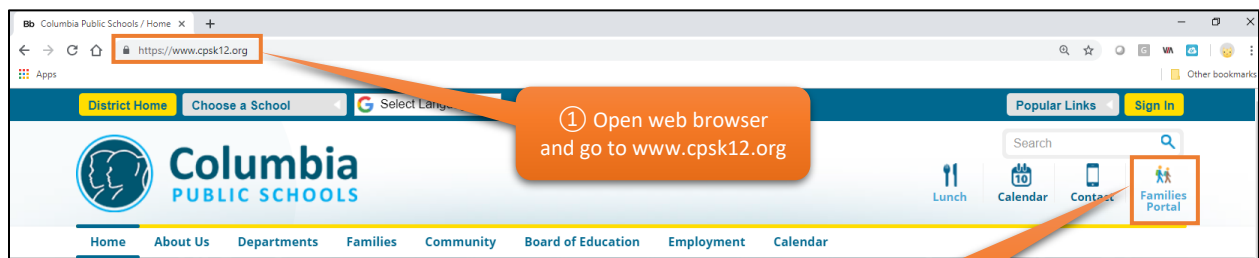 Bb Columbia Public Schools / Home × +
https://www.cpsk12.org
Apps
Other bookmarks
District Home Choose a School G Select Popular Links Sign In
① Open web browser
and go to www.cpsk12.org
Search
Columbia
PUBLIC SCHOOLS
10
Lunch Calendar Contact Families
Portal
Home About Us Departments Families Community Board of Education Employment Calendar